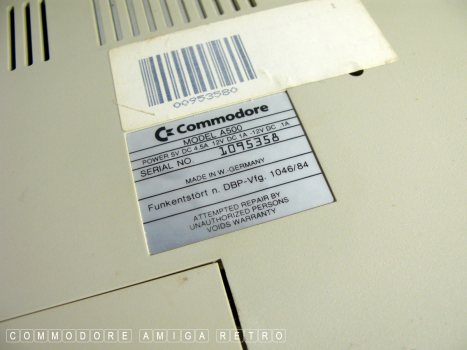 00953580
Commodore
MODEL A500
POWER 5V DC 4.5A 12V DC 1A -12V DC .1A
SERIAL NO 1095358
MADE IN W.-GERMANY
Funkentstört n. DBP-Vfg. 1046/84
ATTEMPTED REPAIR BY
UNAUTHORIZED PERSONS
VOIDS WARRANTY
COMMODORE AMIGA RETRO